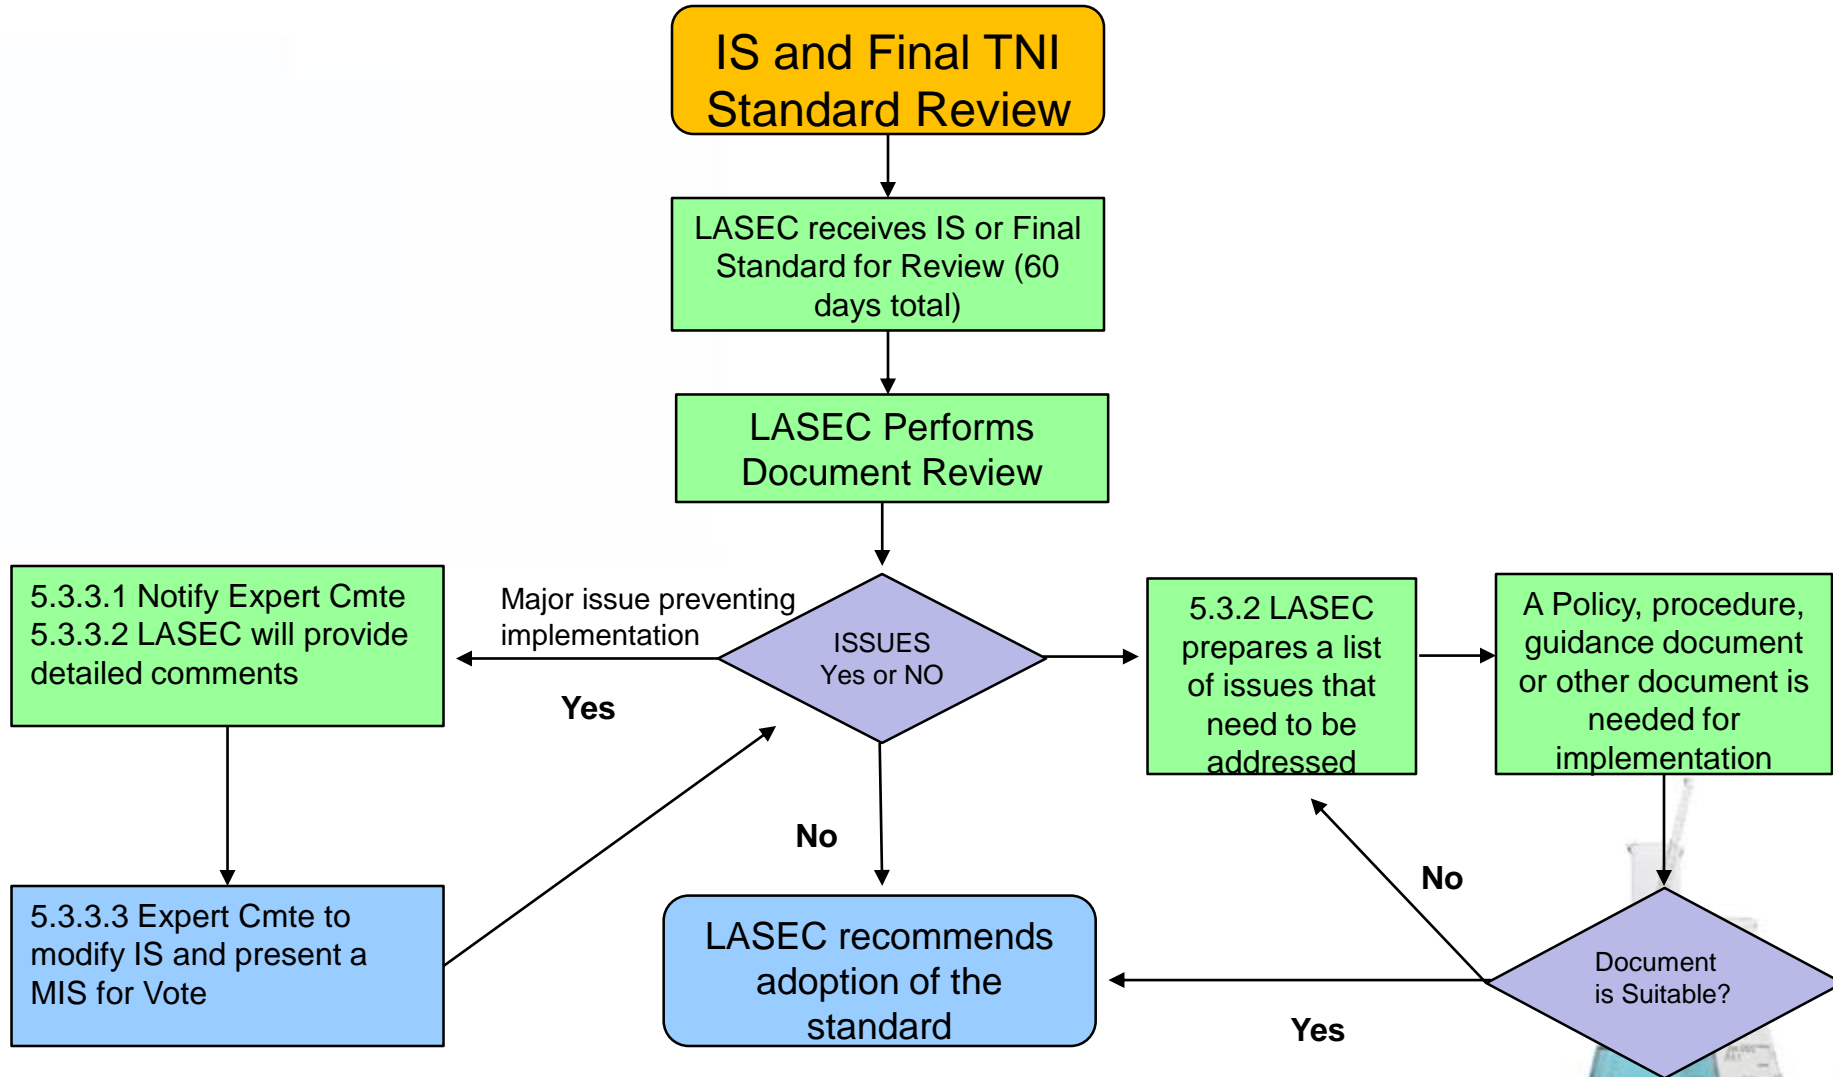 IS and Final TNI
Standard Review
LASEC receives IS or Final
Standard for Review (60
days total)
LASEC Performs
Document Review
5.3.3.1 Notify Expert Cmte
5.3.3.2 LASEC will provide
detailed comments
Major issue preventing
implementation
Yes
ISSUES
Yes or NO
5.3.2 LASEC
prepares a list
of issues that
need to be
addressed
A Policy, procedure,
guidance document
or other document is
needed for
implementation
No
No
5.3.3.3 Expert Cmte to
modify IS and present a
MIS for Vote
LASEC recommends
adoption of the
standard
Yes
Document
is Suitable?